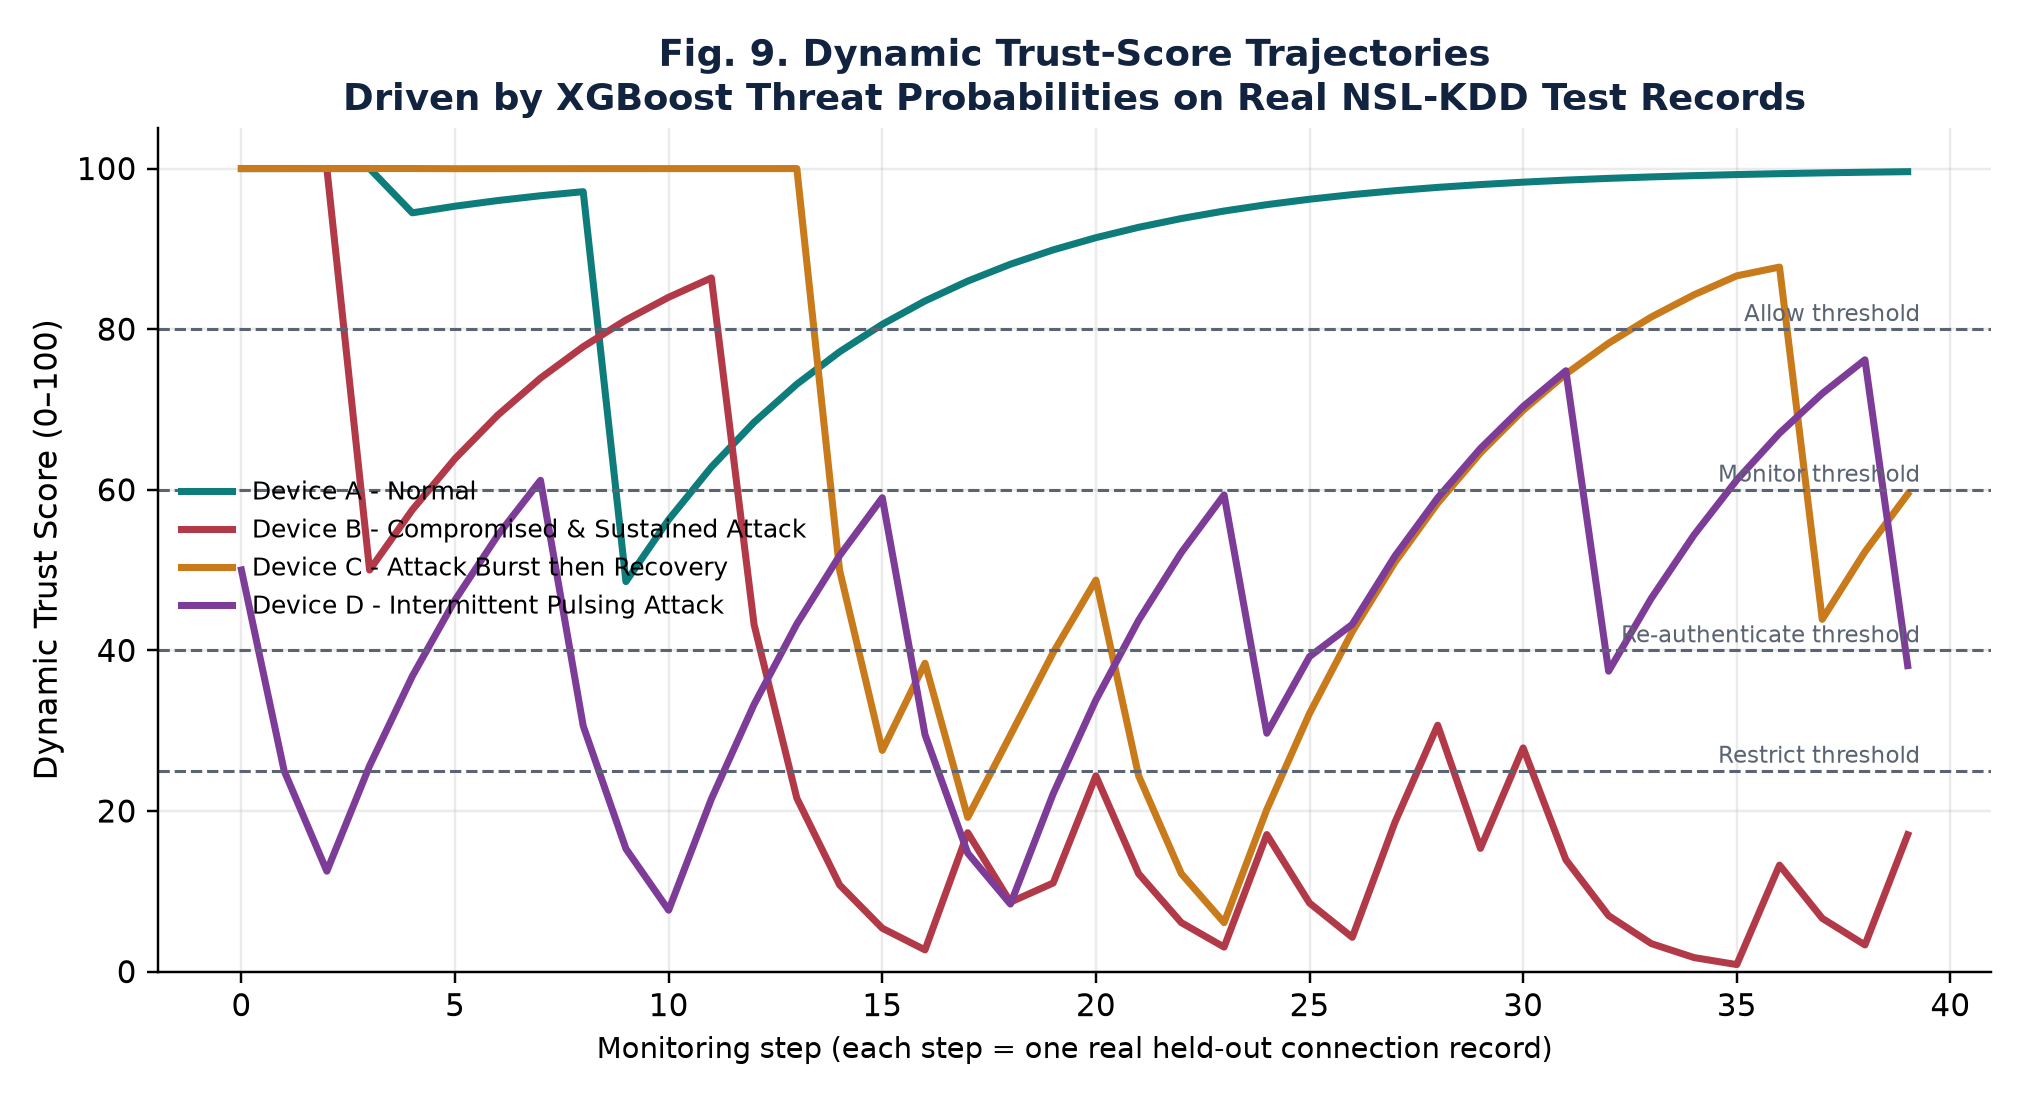 Fig. 9. Dynamic Trust-Score Trajectories
Driven by XGBoost Threat Probabilities on Real NSL-KDD Test Records
Dynamic Trust Score (0–100)
100
80
60
40
20
0
Allow threshold
Monitor threshold
Re-authenticate threshold
Restrict threshold
Device A - Normal
Device B - Compromised & Sustained Attack
Device C - Attack Burst then Recovery
Device D - Intermittent Pulsing Attack
0 5 10 15 20 25 30 35 40
Monitoring step (each step = one real held-out connection record)